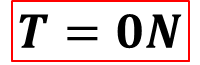 T = 0N